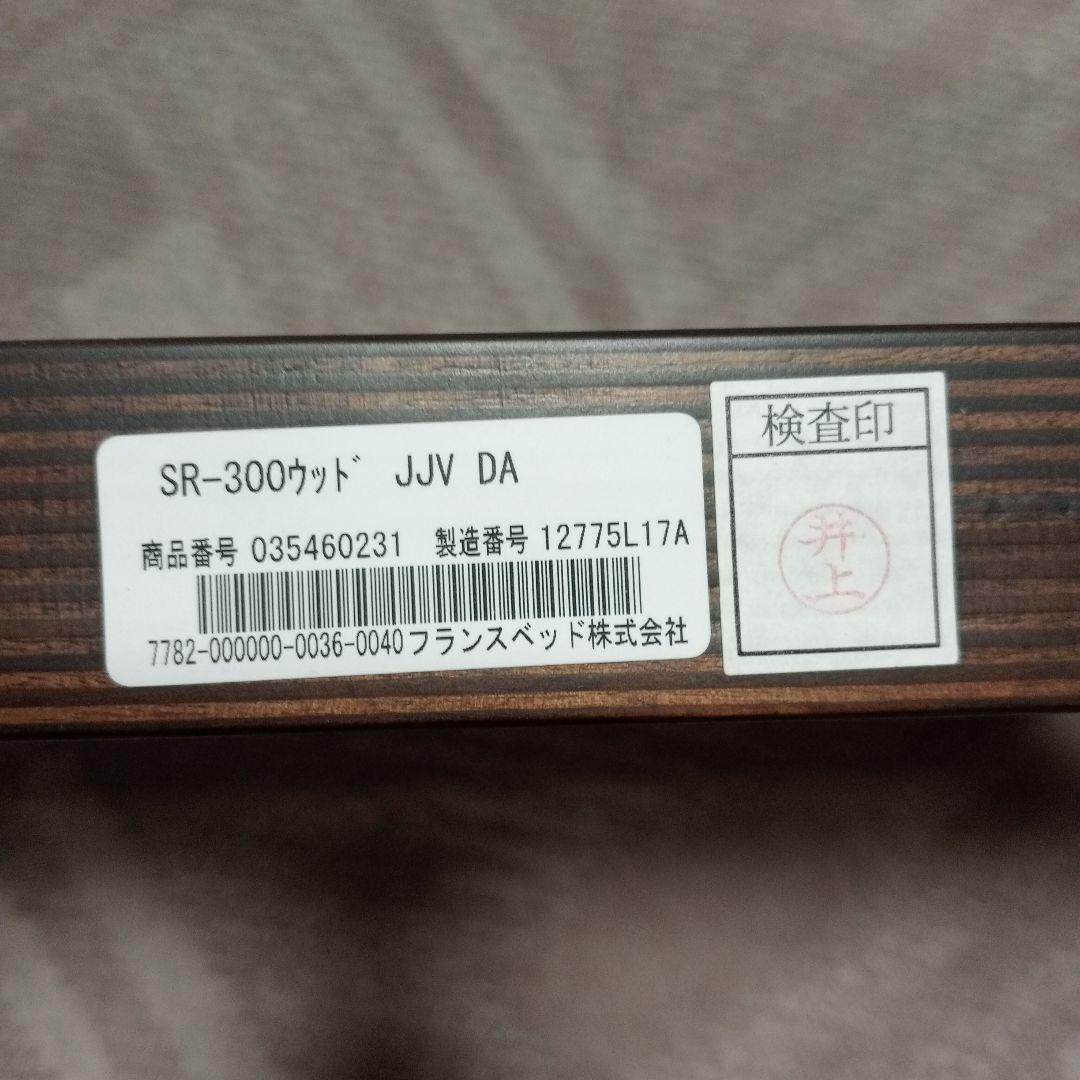 SR-300ｳｯﾄﾞ JJV DA
商品番号 035460231 製造番号 12775L17A
7782-000000-0036-0040フランスベッド株式会社
検査印
井上